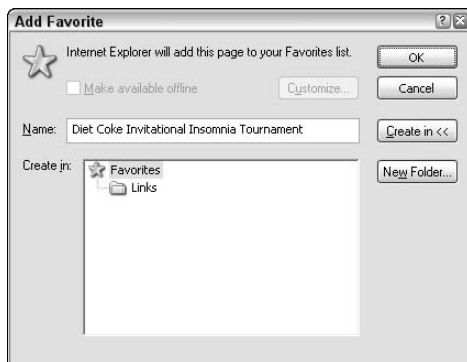 Add Favorite
Internet Explorer will add this page to your Favorites list.
OK
Make available offline
Customize...
Cancel
Name:
Diet Coke Invitational Insomnia Tournament
Create in <<
Create in:
Favorites
New Folder...
Links